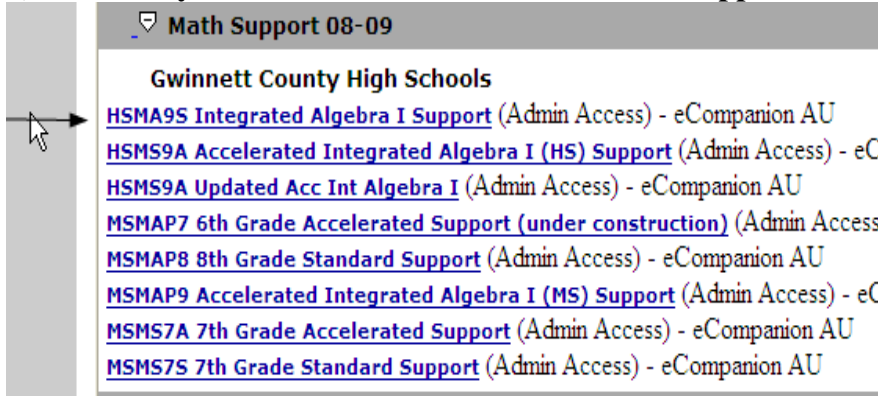 Math Support 08-09
Gwinnett County High Schools
HSMA9S Integrated Algebra I Support (Admin Access) - eCompanion AU
HSMS9A Accelerated Integrated Algebra I (HS) Support (Admin Access) - eC
HSMS9A Updated Acc Int Algebra I (Admin Access) - eCompanion AU
MSMAP7 6th Grade Accelerated Support (under construction) (Admin Access
MSMAP8 8th Grade Standard Support (Admin Access) - eCompanion AU
MSMAP9 Accelerated Integrated Algebra I (MS) Support (Admin Access) - eC
MSMS7A 7th Grade Accelerated Support (Admin Access) - eCompanion AU
MSMS7S 7th Grade Standard Support (Admin Access) - eCompanion AU